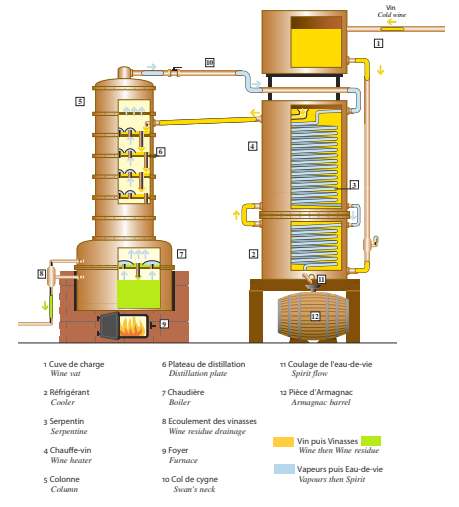 Vin
Cold wine
1
10
5
6
4
3
7
2
8
11
12
9
1 Cuve de charge
Wine vat
2 Réfrigérant
Cooler
3 Serpentin
Serpentine
4 Chauffe-vin
Wine heater
5 Colonne
Column
6 Plateau de distillation
Distillation plate
7 Chaudière
Boiler
8 Ecoulement des vinasses
Wine residue drainage
9 Foyer
Furnace
10 Col de cygne
Swan's neck
11 Coulage de l'eau-de-vie
Spirit flow
12 Pièce d'Armagnac
Armagnac barrel
Vin puis Vinasses
Wine then Wine residue
Vapeurs puis Eau-de-vie
Vapours then Spirit